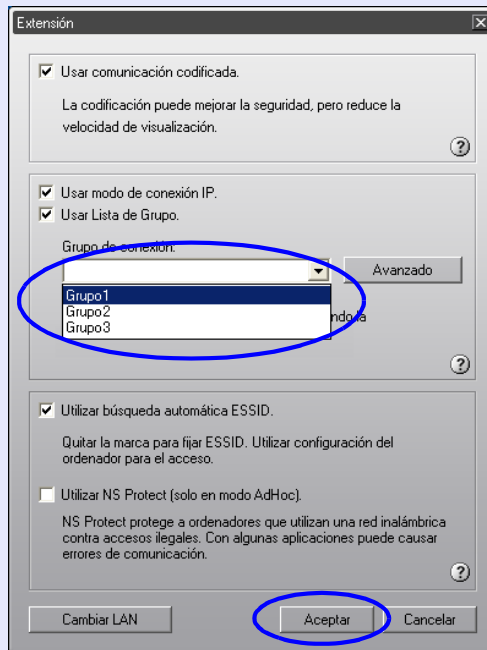 Extensión
Usar comunicación codificada.
La codificación puede mejorar la seguridad, pero reduce la
velocidad de visualización.
?
Usar modo de conexión IP.
Usar Lista de Grupo.
Grupo de conexión.
Avanzado
Grupo1
Grupo2
Grupo3
ndo la
?
Utilizar búsqueda automática ESSID.
Quitar la marca para fijar ESSID. Utilizar configuración del
ordenador para el acceso.
Utilizar NS Protect (solo en modo AdHoc).
NS Protect protege a ordenadores que utilizan una red inalámbrica
contra accesos ilegales. Con algunas aplicaciones puede causar
errores de comunicación.
?
Cambiar LAN Aceptar Cancelar